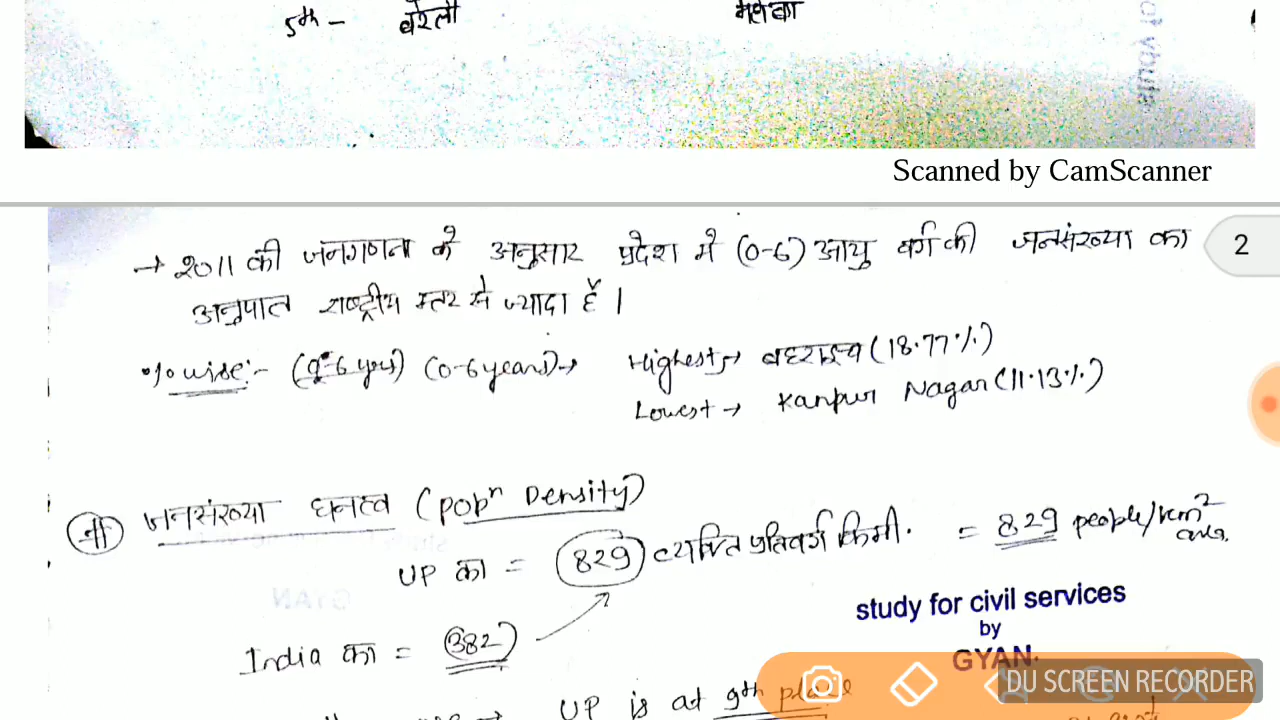 5th - बरेली
Scanned by CamScanner
2
→ 2011 की जनगणना के अनुसार प्रदेश में (0-6) आयु वर्ग की जनसंख्या का
अनुपात राष्ट्रीय स्तर से ज्यादा है।
%wise:- (0-6 years) → Highest → बहराइच (18.77%)
Lowest → Kanpur Nagar (11.13%)
जनसंख्या घनत्व (popⁿ Density)
UP का = 829 व्यक्ति प्रतिवर्ग किमी. = 829 people/km² area.
study for civil services
by
GYAN.
India का = 382
DU SCREEN RECORDER
UP is at 9th place